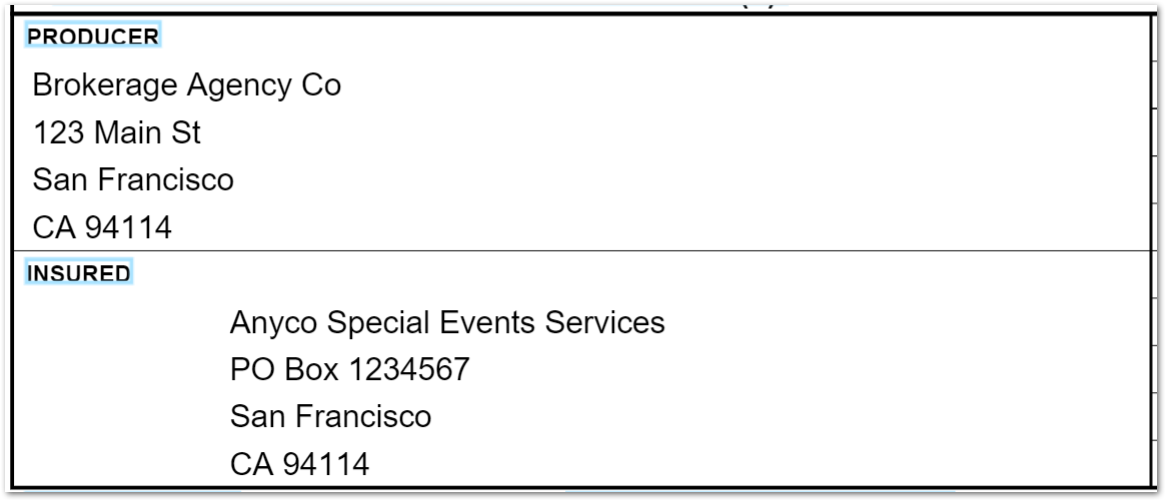 PRODUCER
Brokerage Agency Co
123 Main St
San Francisco
CA 94114
INSURED
Anyco Special Events Services
PO Box 1234567
San Francisco
CA 94114